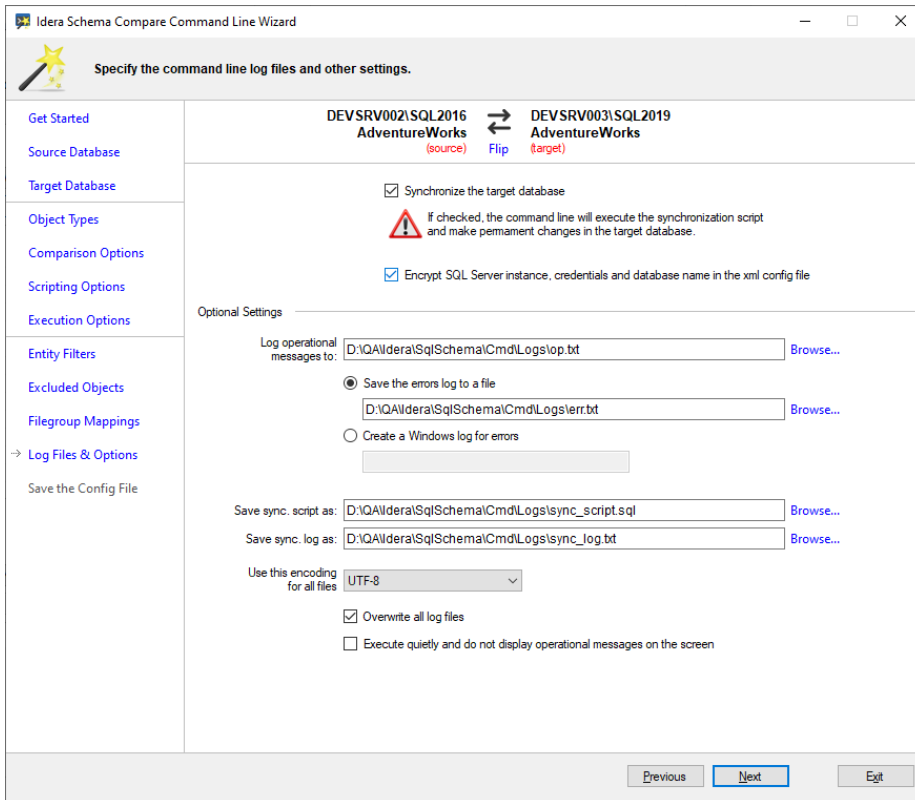 Idera Schema Compare Command Line Wizard
Specify the command line log files and other settings.
Get Started
Source Database
Target Database
Object Types
Comparison Options
Scripting Options
Execution Options
Entity Filters
Excluded Objects
Filegroup Mappings
Log Files & Options
Save the Config File
DEVSRV002\SQL2016
AdventureWorks
(source)
Flip
DEVSRV003\SQL2019
AdventureWorks
(target)
Synchronize the target database
If checked, the command line will execute the synchronization script
and make permament changes in the target database.
Encrypt SQL Server instance, credentials and database name in the xml config file
Optional Settings
Log operational
messages to:
D:\QA\Idera\SqlSchema\Cmd\Logs\op.txt
Browse...
Save the errors log to a file
D:\QA\Idera\SqlSchema\Cmd\Logs\err.txt
Browse...
Create a Windows log for errors
Save sync. script as: D:\QA\Idera\SqlSchema\Cmd\Logs\sync_script.sql Browse...
Save sync. log as: D:\QA\Idera\SqlSchema\Cmd\Logs\sync_log.txt Browse...
Use this encoding
for all files
UTF-8
Overwrite all log files
Execute quietly and do not display operational messages on the screen
Previous Next Exit